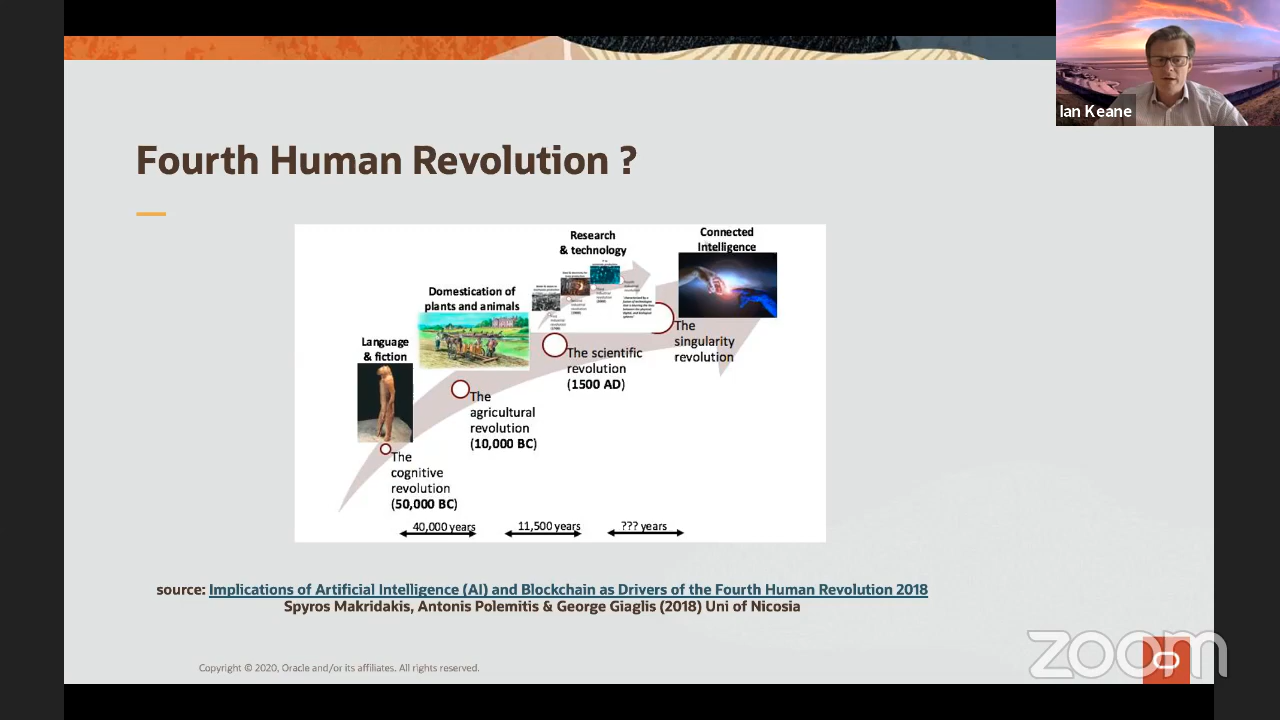 Ian Keane
Fourth Human Revolution ?
Research
& technology
Connected
Intelligence
Domestication of
plants and animals
Language
& fiction
The
singularity
revolution
The scientific
revolution
(1500 AD)
The
agricultural
revolution
(10,000 BC)
The
cognitive
revolution
(50,000 BC)
40,000 years
11,500 years
??? years
source: Implications of Artificial Intelligence (AI) and Blockchain as Drivers of the Fourth Human Revolution 2018
Spyros Makridakis, Antonis Polemitis & George Giaglis (2018) Uni of Nicosia
Copyright © 2020, Oracle and/or its affiliates. All rights reserved.
zoom